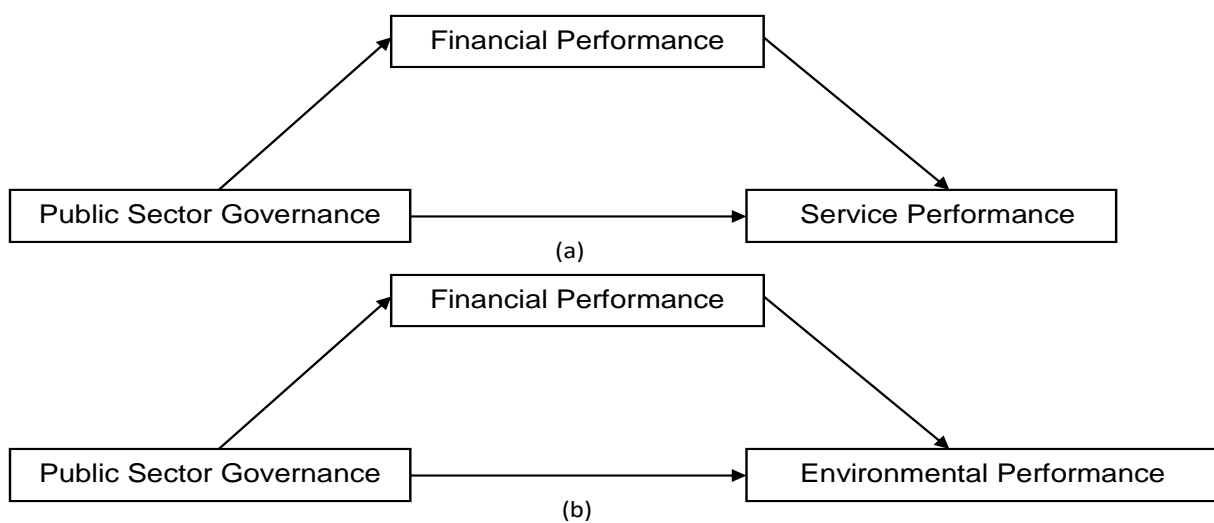 Financial Performance
Public Sector Governance
Service Performance
(a)
Financial Performance
Public Sector Governance
Environmental Performance
(b)